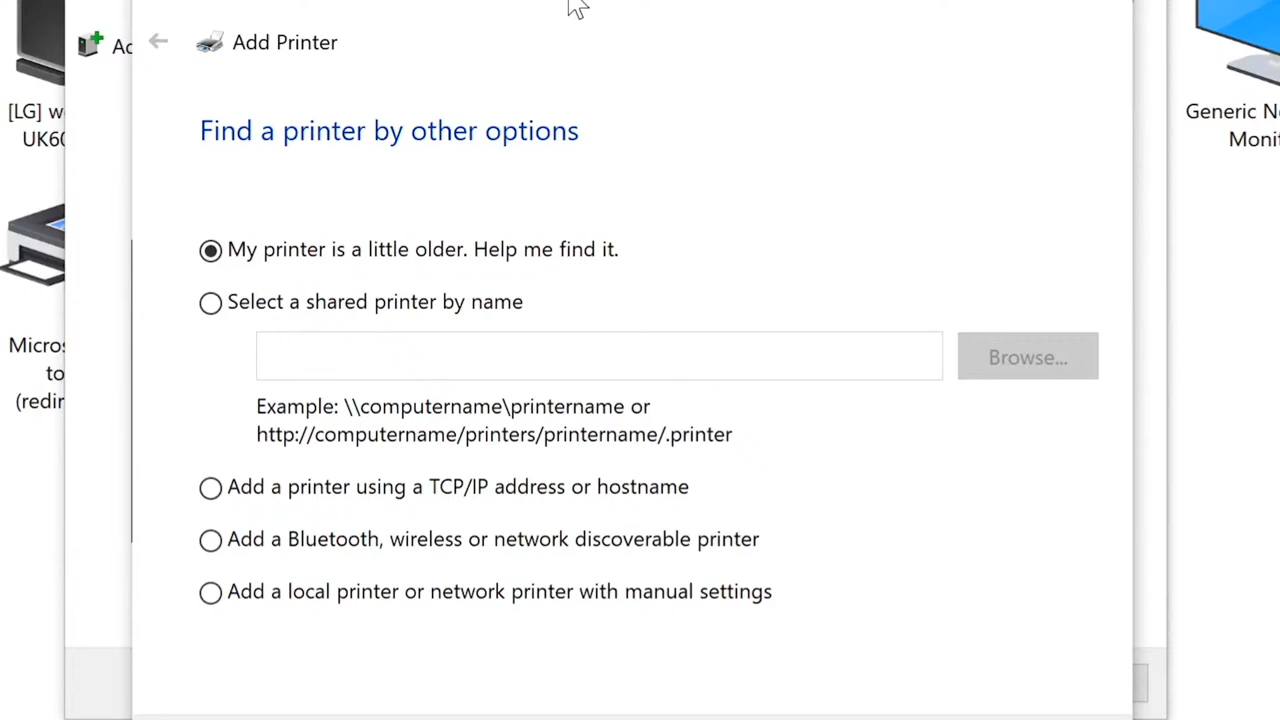 Add Printer
Find a printer by other options
My printer is a little older. Help me find it.
Select a shared printer by name
Browse...
Example: \\computername\printername or
http://computername/printers/printername/.printer
Add a printer using a TCP/IP address or hostname
Add a Bluetooth, wireless or network discoverable printer
Add a local printer or network printer with manual settings
[LG] w
UK60
Micros
to
(redir
Generic N
Monit